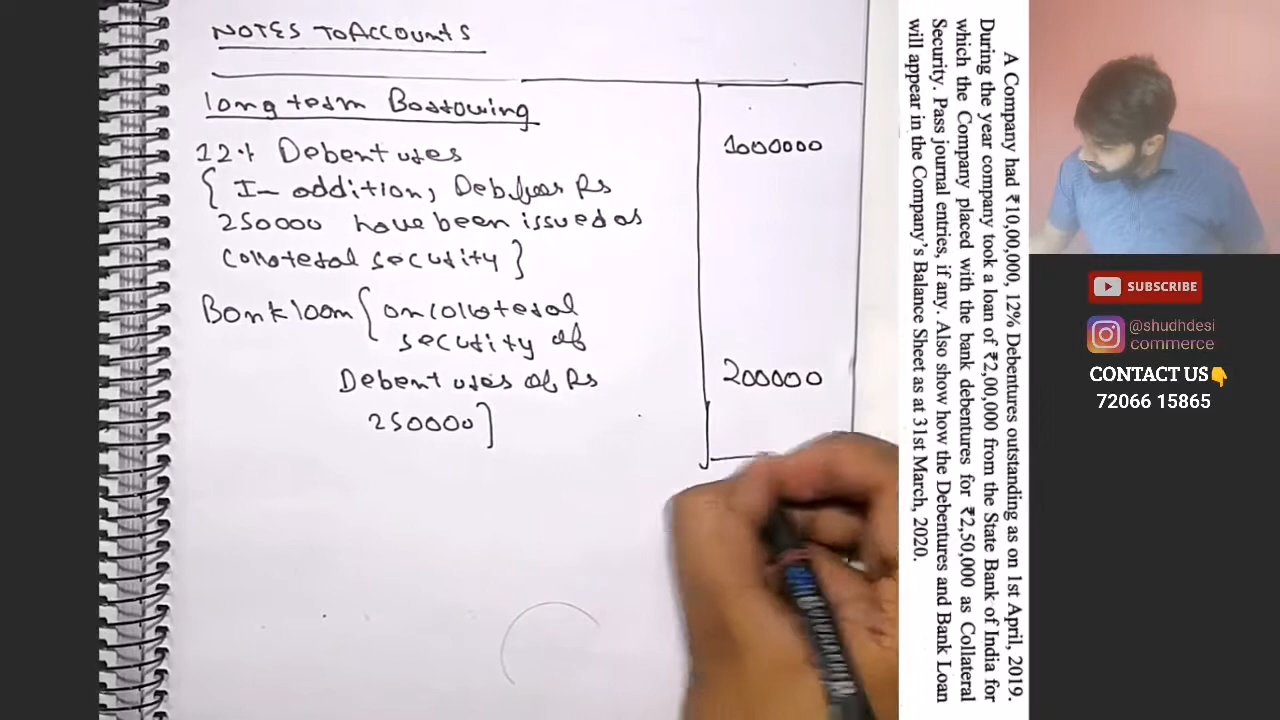 NOTES To Accounts
long term Borrowing
12% Debentures
{ In addition, Deb for Rs
250000 have been issued as
collateral security }
Bank loan { on collateral
security of
Debentures of Rs
250000 }
1000000
200000
A Company had ₹10,00,000, 12% Debentures outstanding as on 1st April, 2019.
During the year company took a loan of ₹2,00,000 from the State Bank of India for
which the Company placed with the bank debentures for ₹2,50,000 as Collateral
Security. Pass journal entries, if any. Also show how the Debentures and Bank Loan
will appear in the Company's Balance Sheet as at 31st March, 2020.
SUBSCRIBE
@shudhdesi
commerce
CONTACT US👇
72066 15865